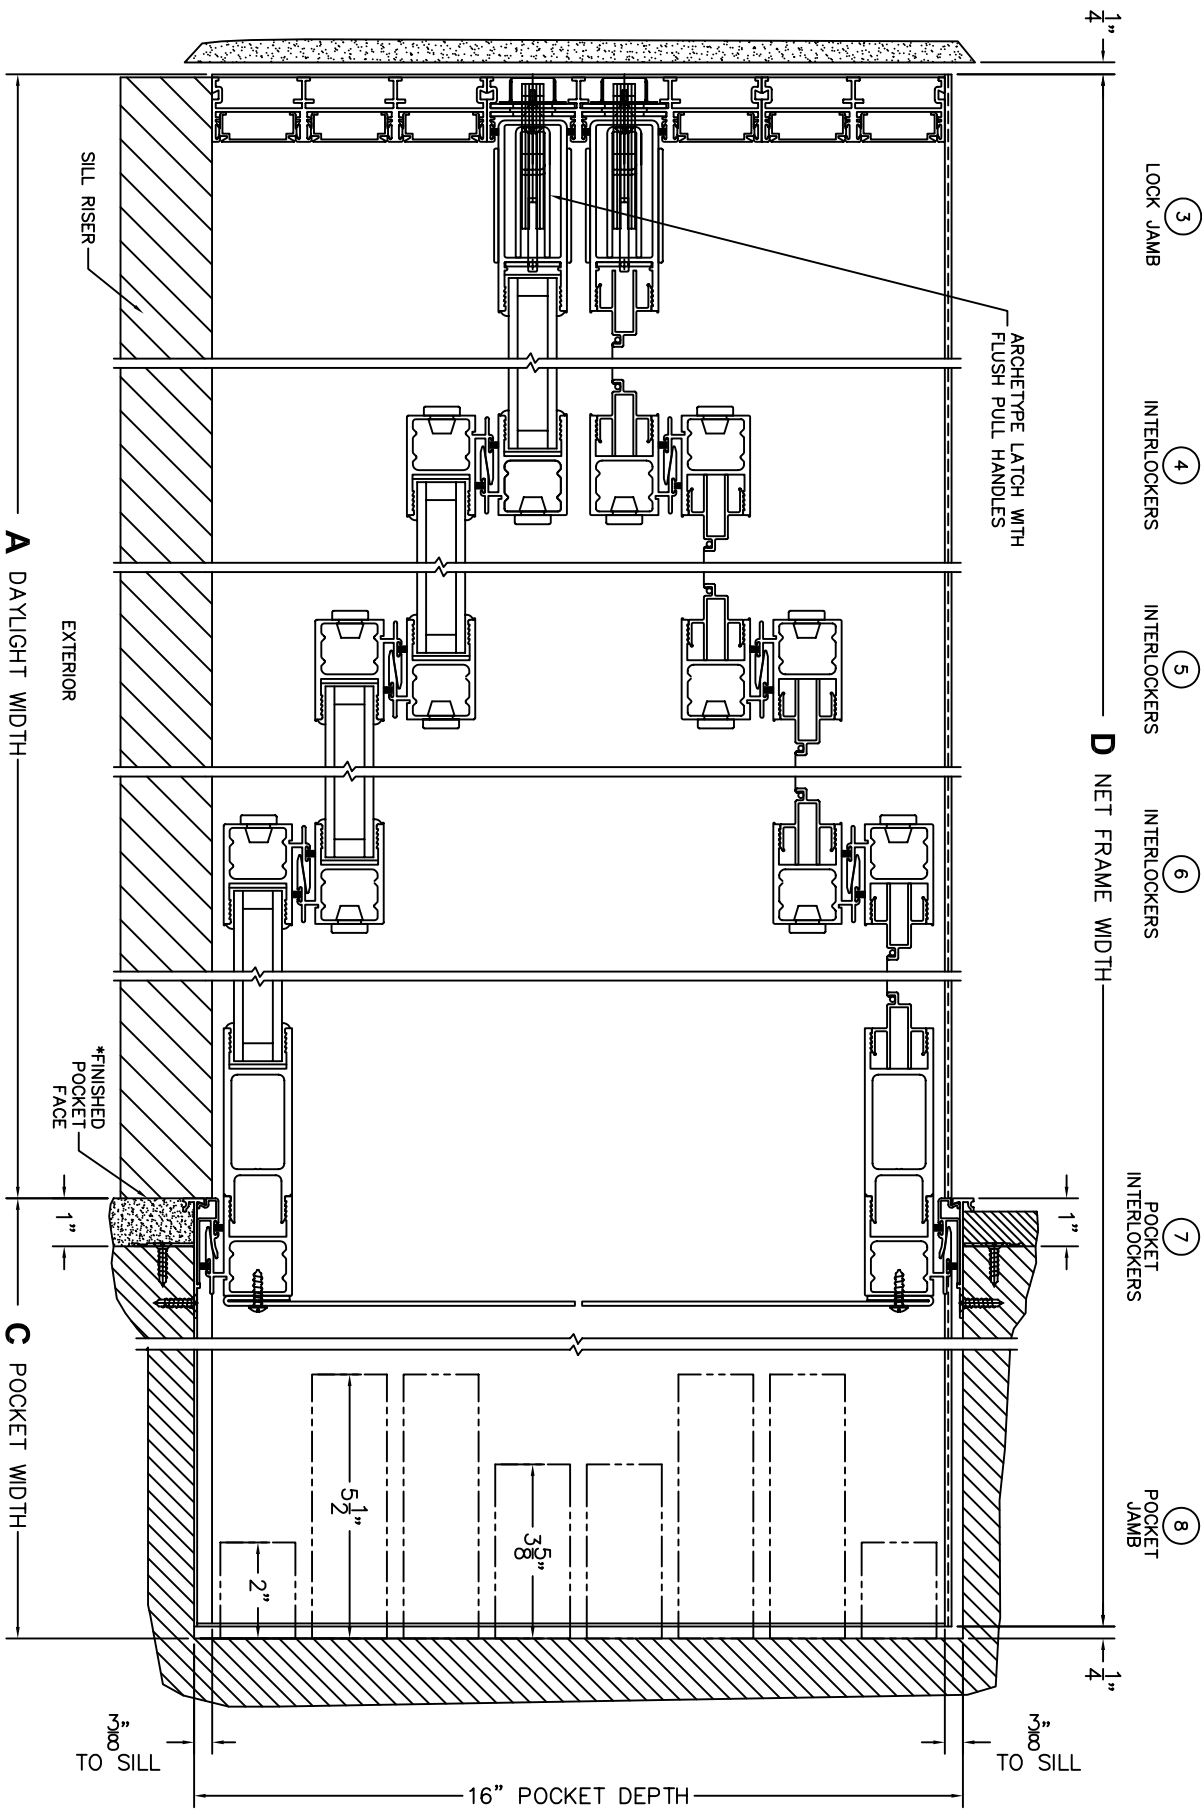 3
LOCK JAMB
4
INTERLOCKERS
5
INTERLOCKERS
6
INTERLOCKERS
7
POCKET
INTERLOCKERS
8
POCKET
JAMB
1/4"
D NET FRAME WIDTH
1/4"
ARCHETYPE LATCH WITH
FLUSH PULL HANDLES
1"
5 1/2"
3 5/8"
2"
SILL RISER
EXTERIOR
*FINISHED
POCKET
FACE
1"
A DAYLIGHT WIDTH
C POCKET WIDTH
3/8"
TO SILL
3/8"
TO SILL
16" POCKET DEPTH